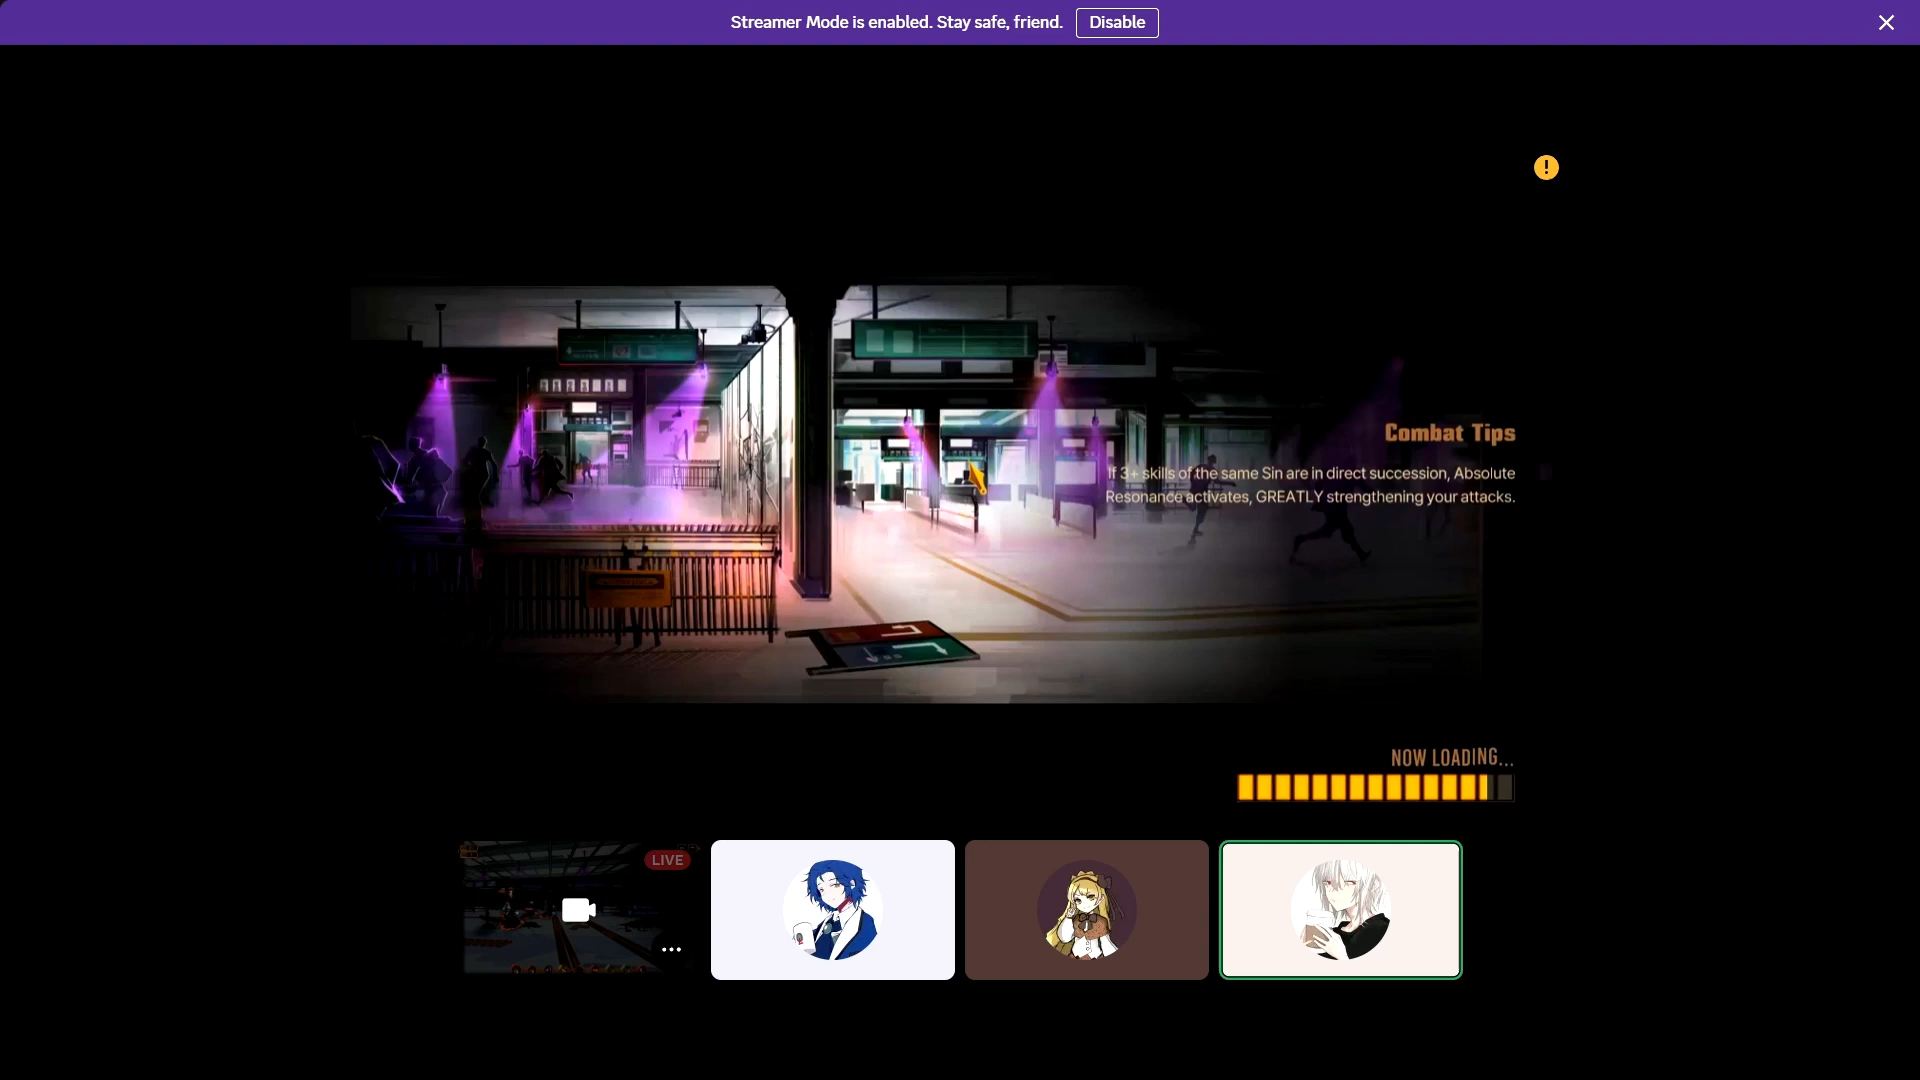 Streamer Mode is enabled. Stay safe, friend. Disable
Combat Tips
If 3+ skills of the same Sin are in direct succession, Absolute
Resonance activates, GREATLY strengthening your attacks.
NOW LOADING...
LIVE